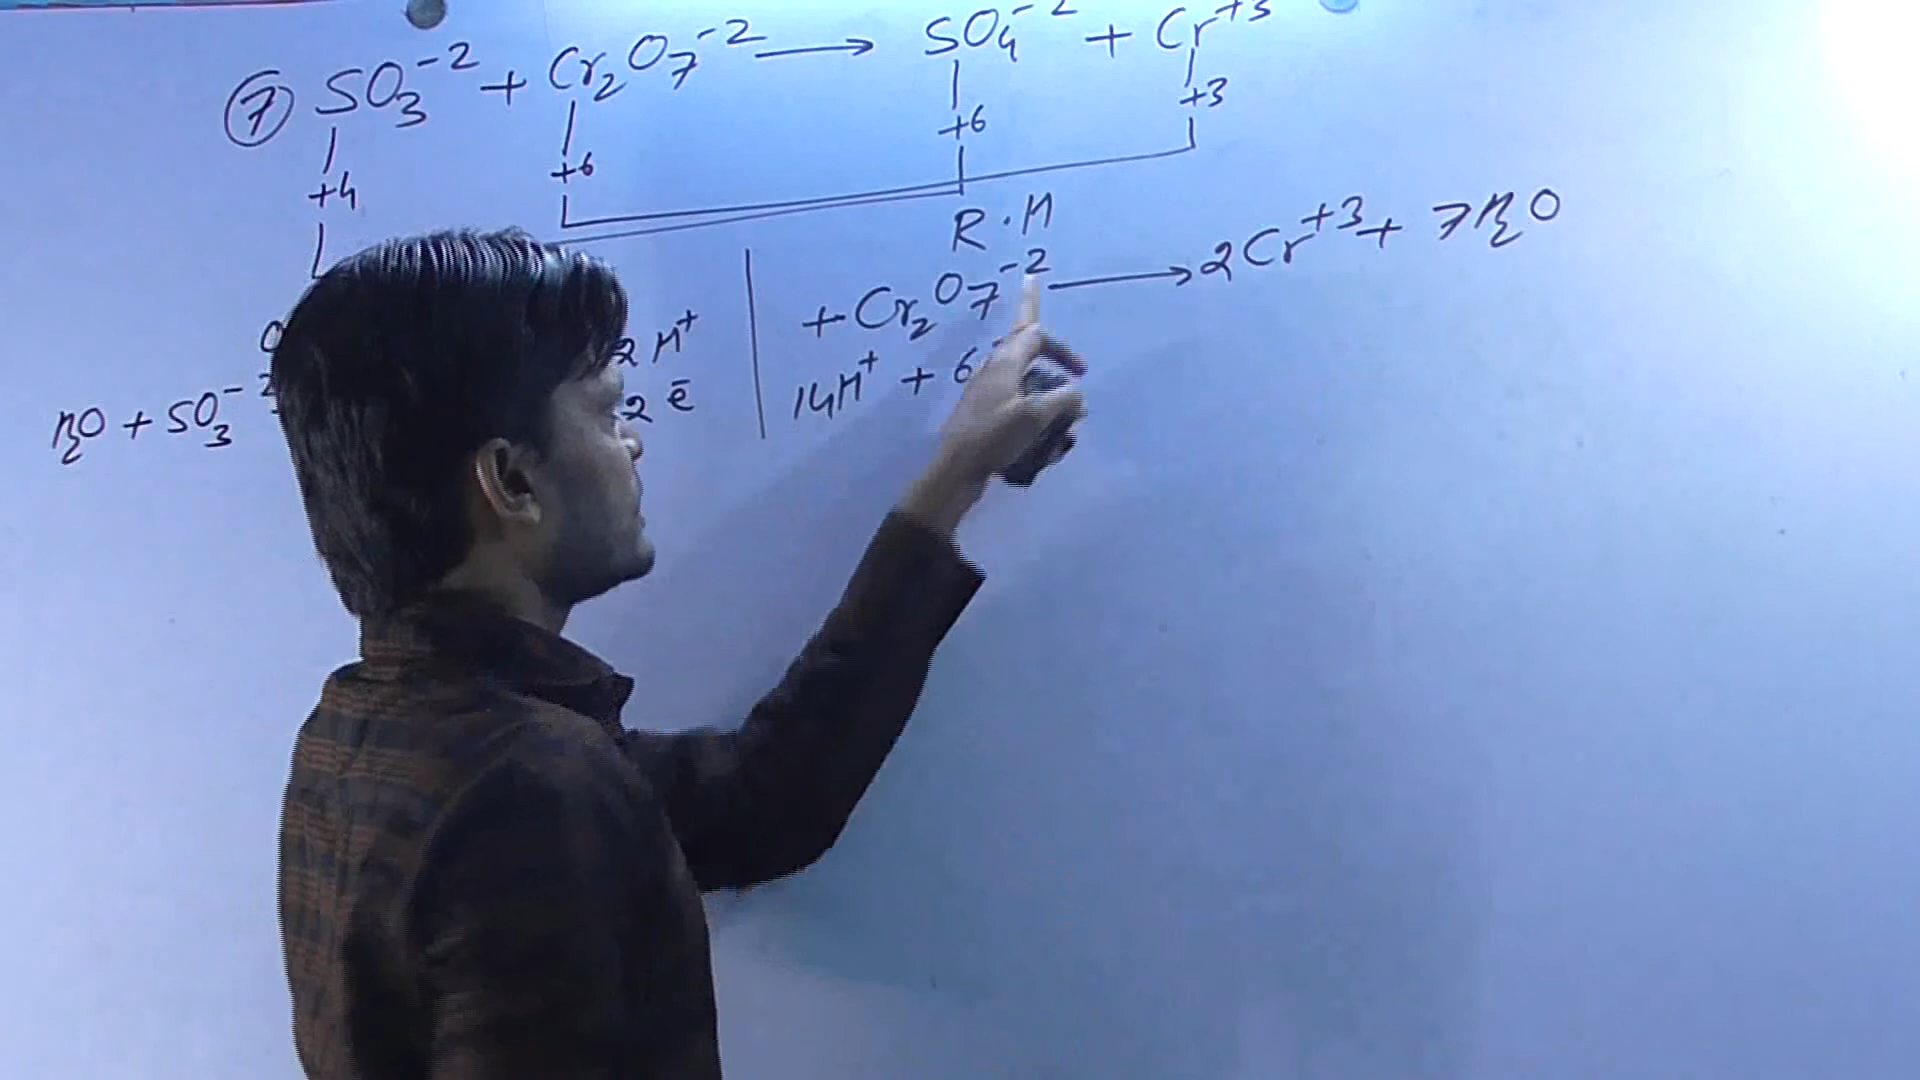 ⑦ SO₃⁻² + Cr₂O₇⁻² ⟶ SO₄⁻² + Cr⁺³
+4 +6 +6 +3
R.H
O 2H⁺ + Cr₂O₇⁻² ⟶ 2Cr⁺³ + 7H₂O
H₂O + SO₃⁻² 2e̅ 14H⁺ + 6